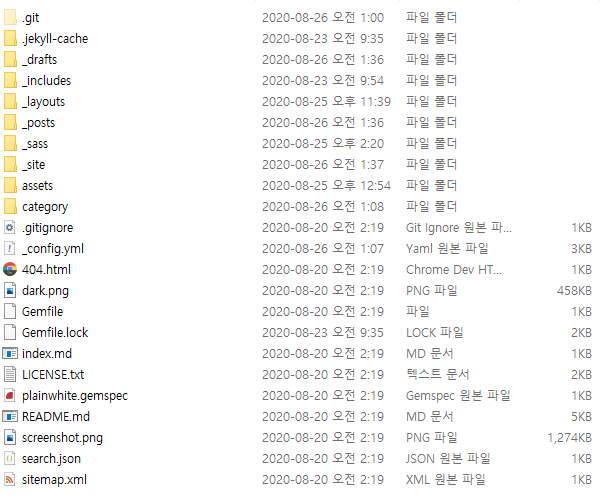 .git 2020-08-26 오전 1:00 파일 폴더
.jekyll-cache 2020-08-23 오전 9:35 파일 폴더
_drafts 2020-08-26 오전 1:36 파일 폴더
_includes 2020-08-23 오전 9:54 파일 폴더
_layouts 2020-08-25 오후 11:39 파일 폴더
_posts 2020-08-26 오전 1:36 파일 폴더
_sass 2020-08-25 오후 2:20 파일 폴더
_site 2020-08-26 오전 1:37 파일 폴더
assets 2020-08-25 오후 12:54 파일 폴더
category 2020-08-26 오전 1:08 파일 폴더
.gitignore 2020-08-20 오전 2:19 Git Ignore 원본 파... 1KB
_config.yml 2020-08-26 오전 1:07 Yaml 원본 파일 3KB
404.html 2020-08-20 오전 2:19 Chrome Dev HT... 1KB
dark.png 2020-08-20 오전 2:19 PNG 파일 458KB
Gemfile 2020-08-20 오전 2:19 파일 1KB
Gemfile.lock 2020-08-23 오전 9:35 LOCK 파일 2KB
index.md 2020-08-20 오전 2:19 MD 문서 1KB
LICENSE.txt 2020-08-20 오전 2:19 텍스트 문서 2KB
plainwhite.gemspec 2020-08-20 오전 2:19 Gemspec 원본 파일 1KB
README.md 2020-08-20 오전 2:19 MD 문서 5KB
screenshot.png 2020-08-20 오전 2:19 PNG 파일 1,274KB
search.json 2020-08-20 오전 2:19 JSON 원본 파일 1KB
sitemap.xml 2020-08-20 오전 2:19 XML 원본 파일 1KB